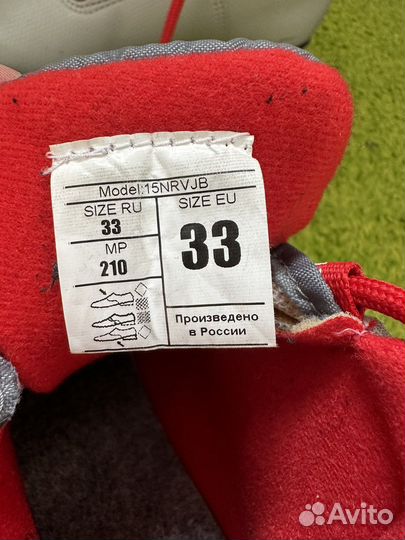 Model:15NRVJB
SIZE RU
33
MP
210
SIZE EU
33
Произведено
в России
Avito